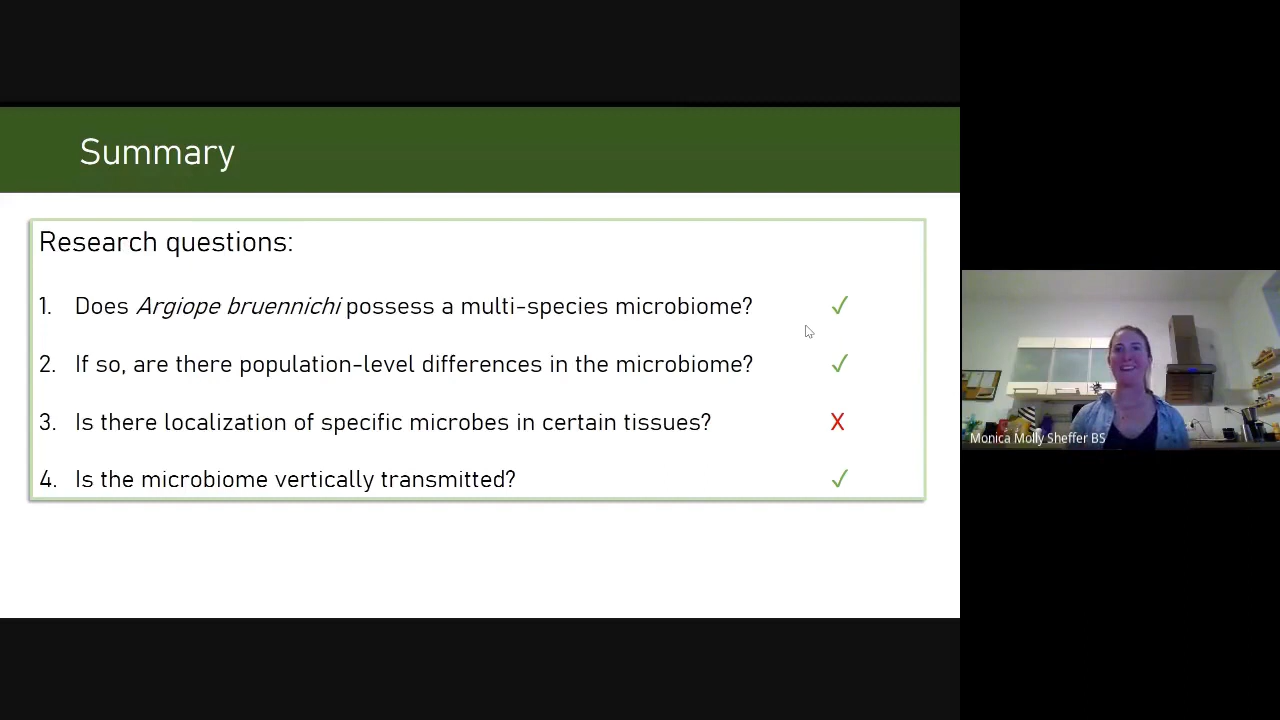 Summary
Research questions:
1. Does Argiope bruennichi possess a multi-species microbiome? ✓
2. If so, are there population-level differences in the microbiome? ✓
3. Is there localization of specific microbes in certain tissues? X
4. Is the microbiome vertically transmitted? ✓
Monica Molly Sheffer BS